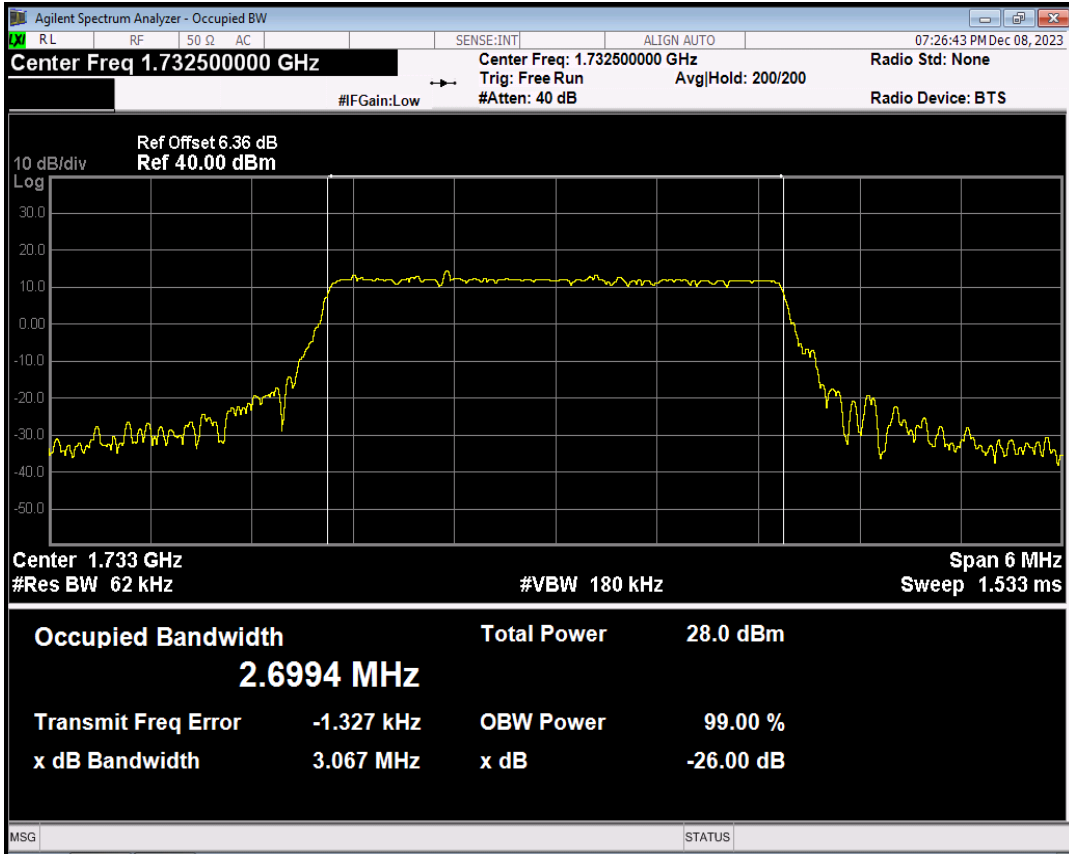 Agilent Spectrum Analyzer - Occupied BW
LXI RL RF 50 Ω AC SENSE:INT ALIGN AUTO 07:26:43 PM Dec 08, 2023
Center Freq 1.732500000 GHz Center Freq: 1.732500000 GHz Radio Std: None
Trig: Free Run Avg|Hold: 200/200
#IFGain:Low #Atten: 40 dB Radio Device: BTS
Ref Offset 6.36 dB
10 dB/div Ref 40.00 dBm
Log
30.0
20.0
10.0
0.00
-10.0
-20.0
-30.0
-40.0
-50.0
Center 1.733 GHz Span 6 MHz
#Res BW 62 kHz #VBW 180 kHz Sweep 1.533 ms
Occupied Bandwidth Total Power 28.0 dBm
2.6994 MHz
Transmit Freq Error -1.327 kHz OBW Power 99.00 %
x dB Bandwidth 3.067 MHz x dB -26.00 dB
MSG STATUS